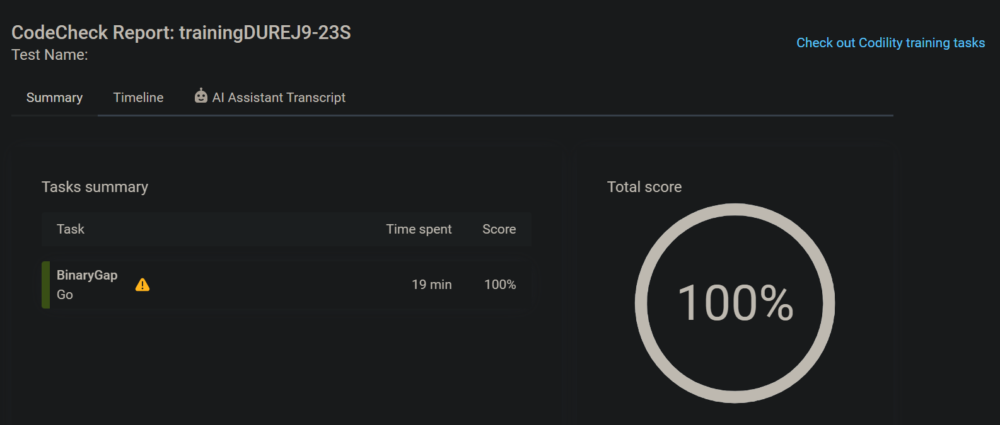 CodeCheck Report: trainingDUREJ9-23S
Test Name:
Check out Codility training tasks
Summary
Timeline
AI Assistant Transcript
Tasks summary
Task
Time spent
Score
BinaryGap
Go
19 min
100%
Total score
100%